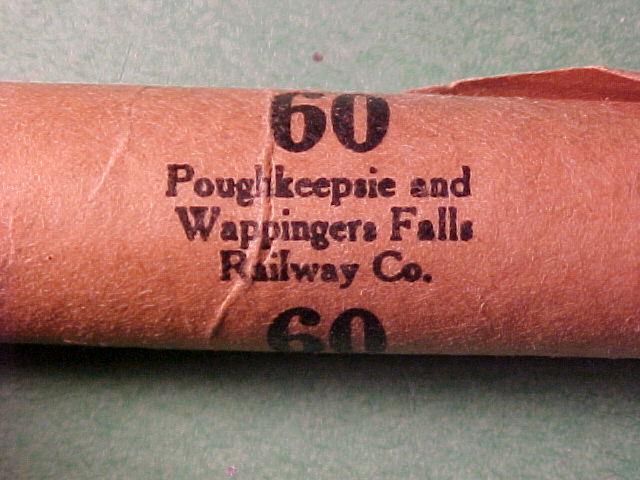 60
Poughkeepsie and
Wappingers Falls
Railway Co.
60